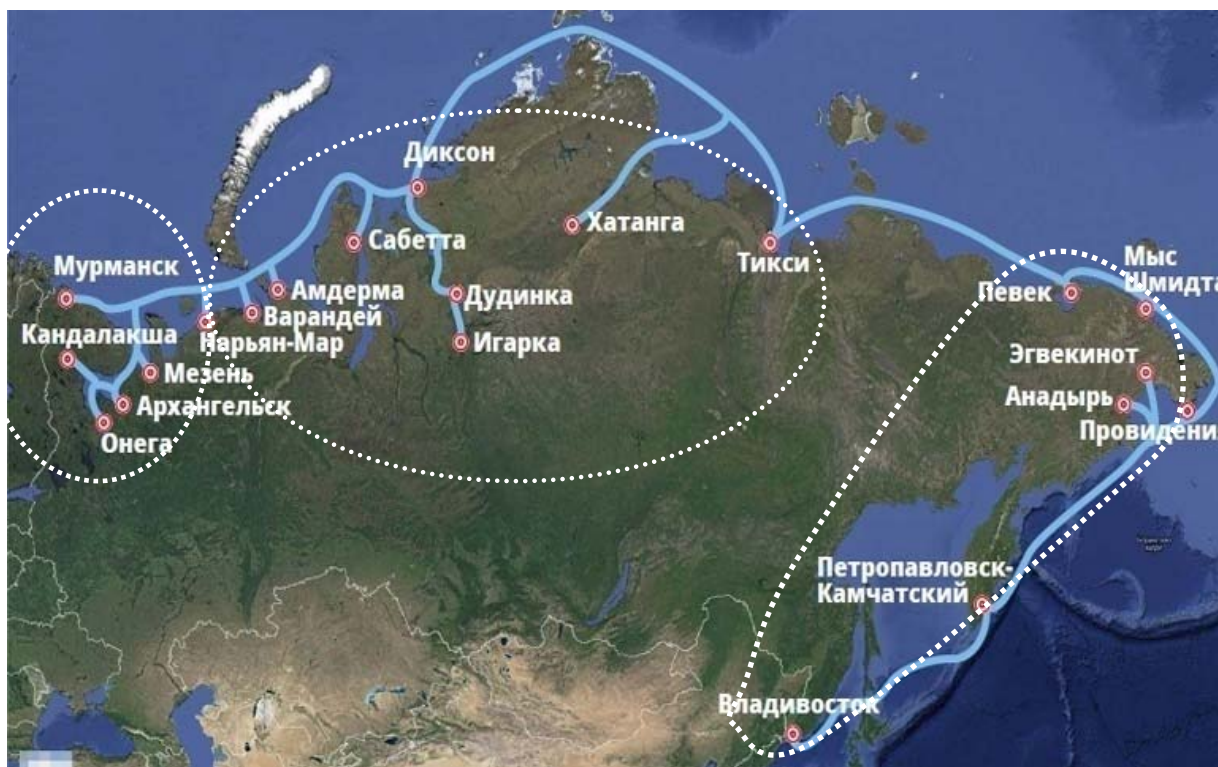 Диксон
Хатанга
Сабетта
Тикси
Мыс
Шмидта
Мурманск
Амдерма
Дудинка
Певек
Варандей
Кандалакша
Нарьян-Мар
Игарка
Эгвекинот
Мезень
Анадырь
Архангельск
Провидения
Онега
Петропавловск-
Камчатский
Владивосток